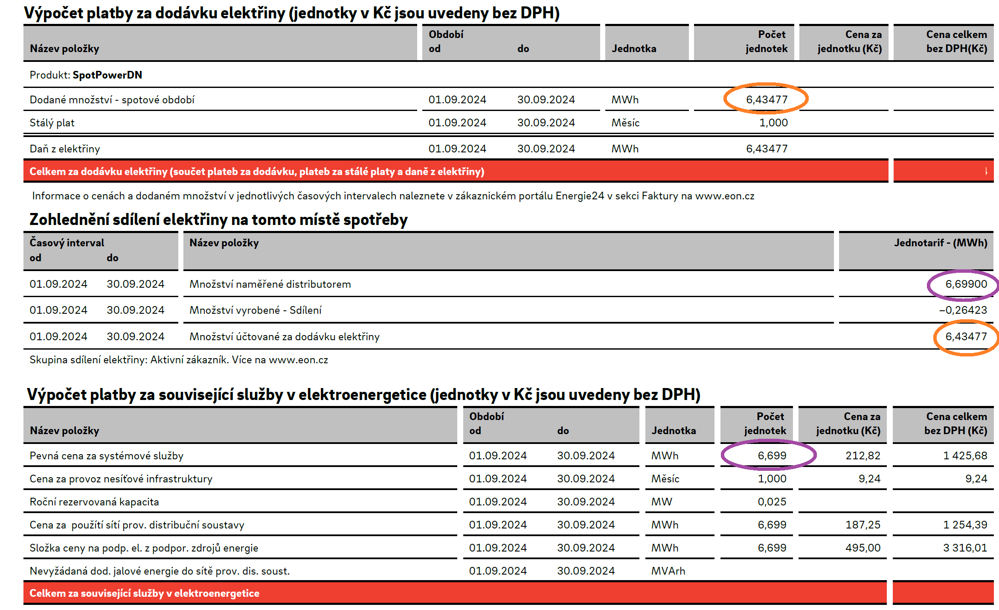 Výpočet platby za dodávku elektřiny (jednotky v Kč jsou uvedeny bez DPH)
Období Počet Cena za Cena celkem
Název položky od do Jednotka jednotek jednotku (Kč) bez DPH(Kč)
Produkt: SpotPowerDN
Dodané množství - spotové období 01.09.2024 30.09.2024 MWh 6,43477
Stálý plat 01.09.2024 30.09.2024 Měsíc 1,000
Daň z elektřiny 01.09.2024 30.09.2024 MWh 6,43477
Celkem za dodávku elektřiny (součet plateb za dodávku, plateb za stálé platy a daně z elektřiny)
Informace o cenách a dodaném množství v jednotlivých časových intervalech naleznete v zákaznickém portálu Energie24 v sekci Faktury na www.eon.cz
Zohlednění sdílení elektřiny na tomto místě spotřeby
Časový interval Název položky Jednotarif - (MWh)
od do
01.09.2024 30.09.2024 Množství naměřené distributorem 6,69900
01.09.2024 30.09.2024 Množství vyrobené - Sdílení –0,26423
01.09.2024 30.09.2024 Množství účtované za dodávku elektřiny 6,43477
Skupina sdílení elektřiny: Aktivní zákazník. Více na www.eon.cz
Výpočet platby za související služby v elektroenergetice (jednotky v Kč jsou uvedeny bez DPH)
Období Počet Cena za Cena celkem
Název položky od do Jednotka jednotek jednotku (Kč) bez DPH (Kč)
Pevná cena za systémové služby 01.09.2024 30.09.2024 MWh 6,699 212,82 1 425,68
Cena za provoz nesíťové infrastruktury 01.09.2024 30.09.2024 Měsíc 1,000 9,24 9,24
Roční rezervovaná kapacita 01.09.2024 30.09.2024 MW 0,025
Cena za použítí sítí prov. distribuční soustavy 01.09.2024 30.09.2024 MWh 6,699 187,25 1 254,39
Složka ceny na podp. el. z podpor. zdrojů energie 01.09.2024 30.09.2024 MWh 6,699 495,00 3 316,01
Nevyžádaná dod. jalové energie do sítě prov. dis. soust. 01.09.2024 30.09.2024 MVArh
Celkem za související služby v elektroenergetice